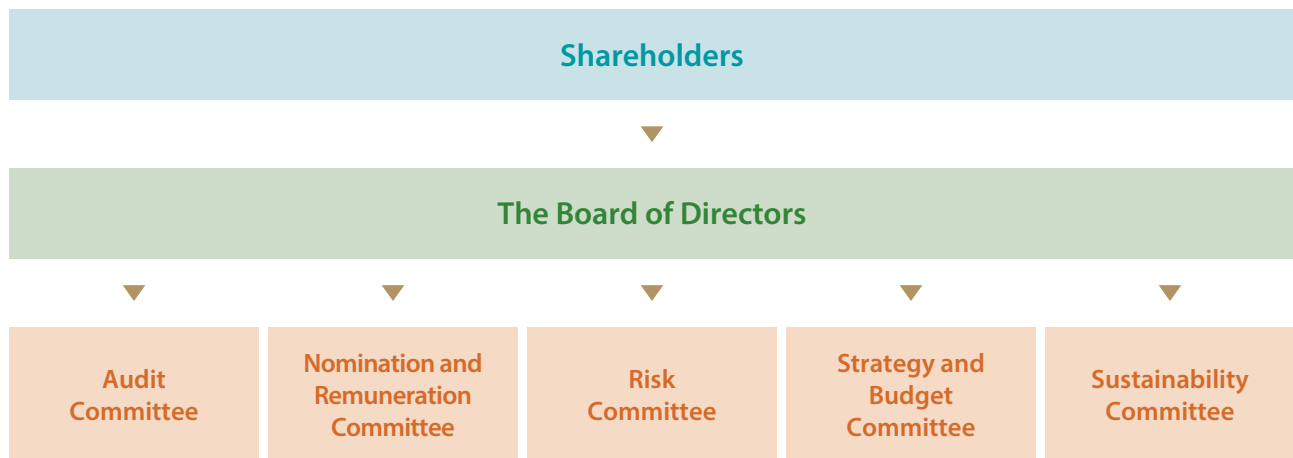 Shareholders
The Board of Directors
Audit
Committee
Nomination and
Remuneration
Committee
Risk
Committee
Strategy and
Budget
Committee
Sustainability
Committee